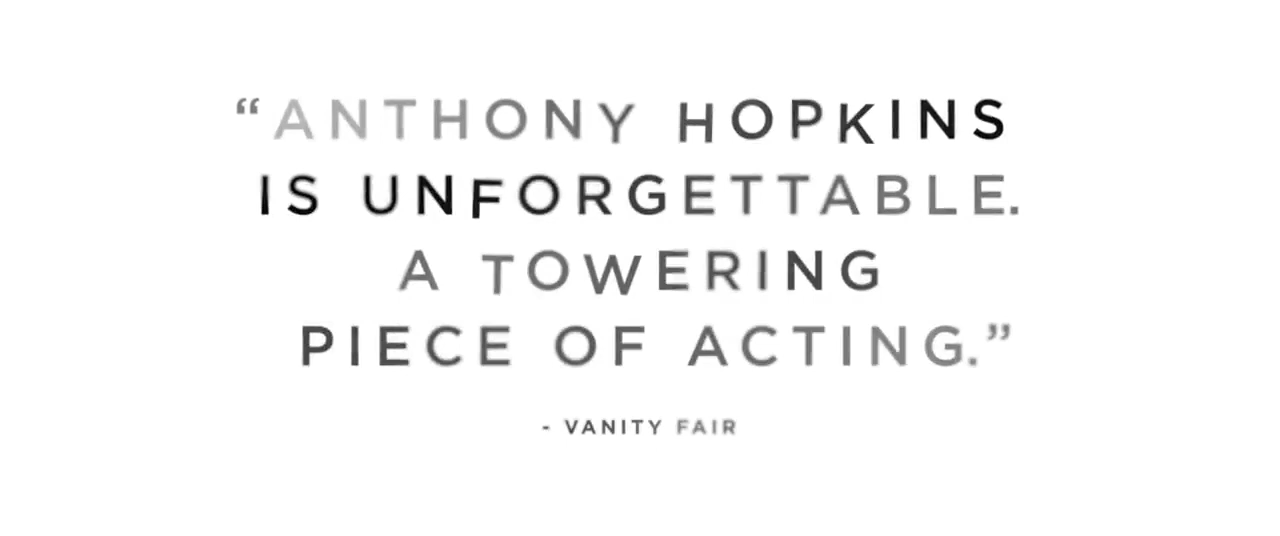 “ANTHONY HOPKINS
IS UNFORGETTABLE.
A TOWERING
PIECE OF ACTING.”
- VANITY FAIR